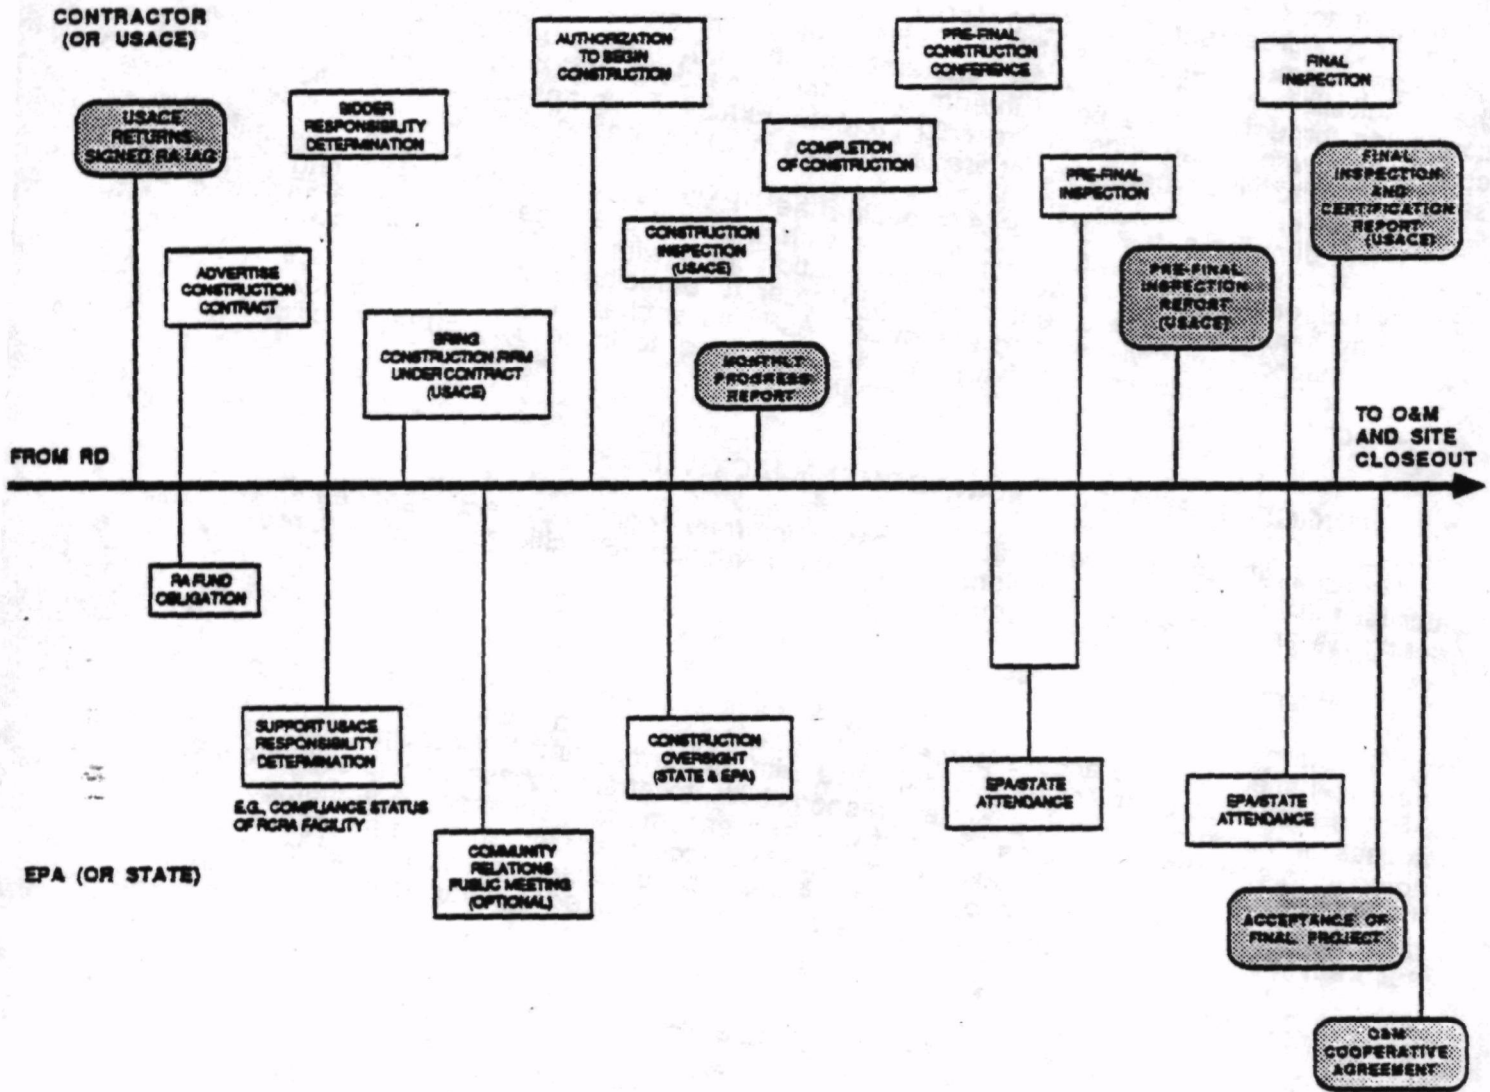 CONTRACTOR
(OR USACE)
USACE
RETURNS
SIGNED RA IAG
ADVERTISE
CONSTRUCTION
CONTRACT
BIDDER
RESPONSIBILITY
DETERMINATION
BRING
CONSTRUCTION FIRM
UNDER CONTRACT
(USACE)
AUTHORIZATION
TO BEGIN
CONSTRUCTION
CONSTRUCTION
INSPECTION
(USACE)
MONTHLY
PROGRESS
REPORT
COMPLETION
OF CONSTRUCTION
PRE-FINAL
CONSTRUCTION
CONFERENCE
PRE-FINAL
INSPECTION
PRE-FINAL
INSPECTION
REPORT
(USACE)
FINAL
INSPECTION
FINAL
INSPECTION
AND
CERTIFICATION
REPORT
(USACE)
FROM RD
TO O&M
AND SITE
CLOSEOUT
RA FUND
OBLIGATION
SUPPORT USACE
RESPONSIBILITY
DETERMINATION
E.G., COMPLIANCE STATUS
OF RCRA FACILITY
COMMUNITY
RELATIONS
PUBLIC MEETING
(OPTIONAL)
CONSTRUCTION
OVERSIGHT
(STATE & EPA)
EPA/STATE
ATTENDANCE
EPA/STATE
ATTENDANCE
EPA (OR STATE)
ACCEPTANCE OF
FINAL PROJECT
O&M
COOPERATIVE
AGREEMENT